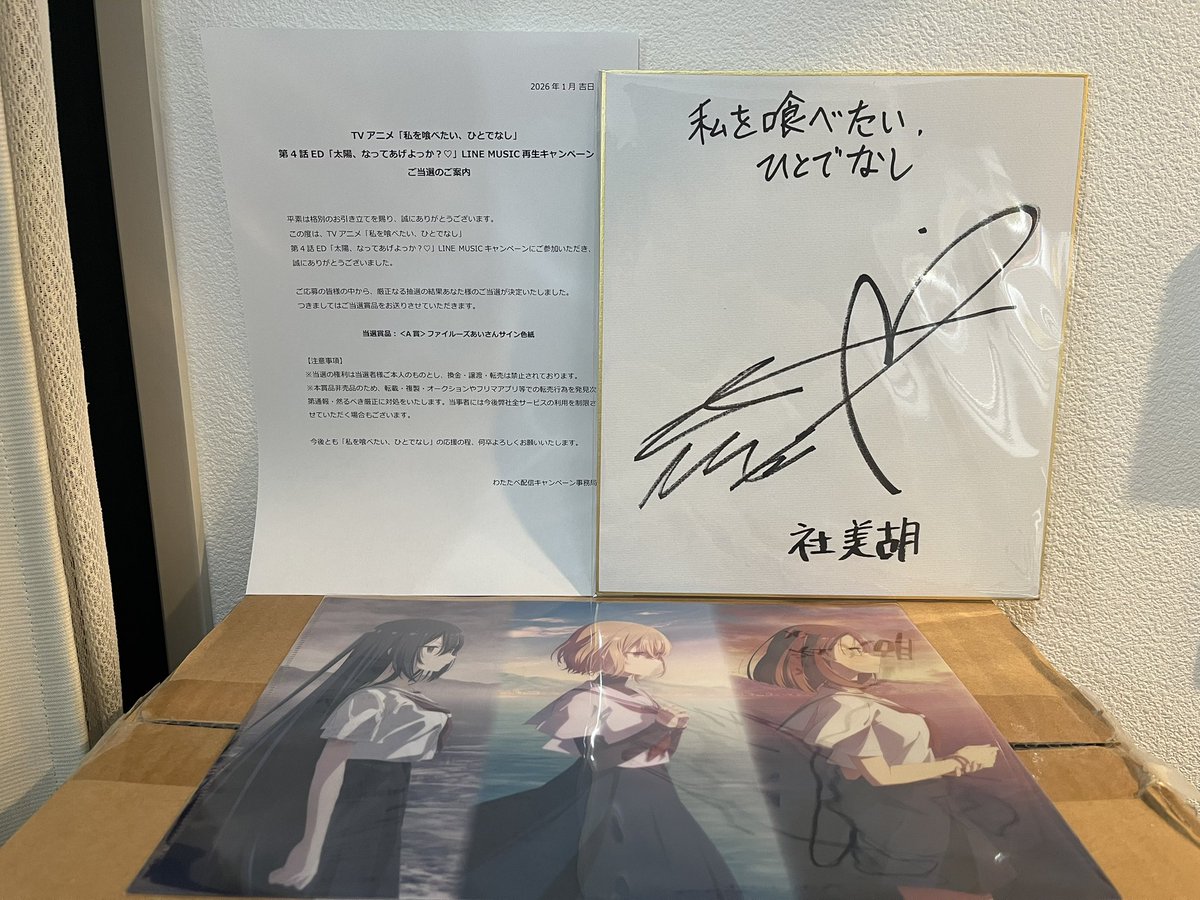 2026年1月 吉日
TVアニメ「私を喰べたい、ひとでなし」
第4話ED「太陽、なってあげよっか?♡」LINE MUSIC再生キャンペーン
ご当選のご案内
平素は格別のお引き立てを賜り、誠にありがとうございます。
この度は、TVアニメ「私を喰べたい、ひとでなし」
第4話ED「太陽、なってあげよっか?♡」LINE MUSICキャンペーンにご参加いただき、
誠にありがとうございました。
ご応募の皆様の中から、厳正なる抽選の結果あなた様のご当選が決定いたしました。
つきましてはご当選賞品をお送りさせていただきます。
当選賞品:<A賞>ファイルーズあいさんサイン色紙
【注意事項】
※当選の権利は当選者様ご本人のものとし、換金・譲渡・転売は禁止されております。
※本賞品非売品のため、転載・複製・オークションやフリマアプリ等での転売行為を発見次
第通報・然るべき厳正に対処をいたします。当事者には今後弊社全サービスの利用を制限さ
せていただく場合もございます。
今後とも「私を喰べたい、ひとでなし」の応援の程、何卒よろしくお願いいたします。
わたたべ配信キャンペーン事務局
私を喰べたい、
ひとでなし
社美胡